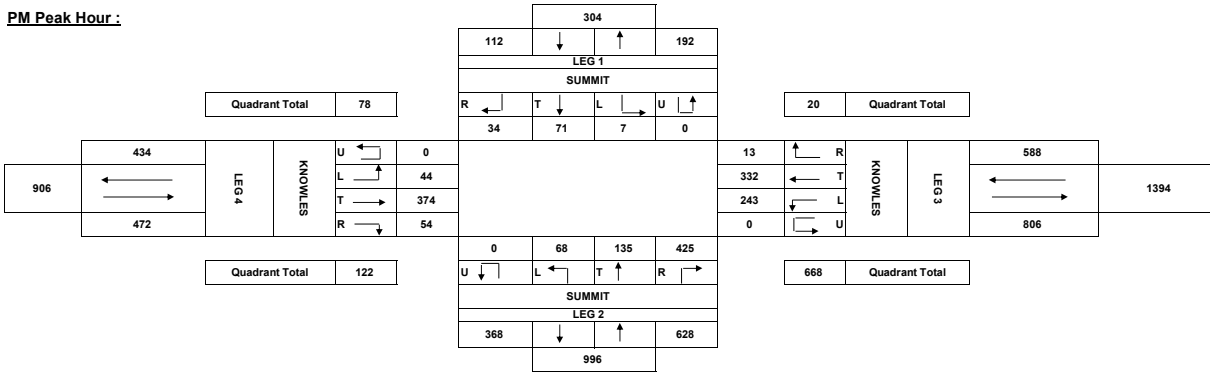 PM Peak Hour :
304
112 192
LEG 1
SUMMIT
Quadrant Total 78
R T L U
20 Quadrant Total
34 71 7 0
434
U 0
13 R
588
906
LEG 4
KNOWLES
L 44
332 T
KNOWLES
LEG 3
1394
T 374
243 L
472
R 54
0 U
806
0 68 135 425
Quadrant Total 122
U L T R
668 Quadrant Total
SUMMIT
LEG 2
368 628
996